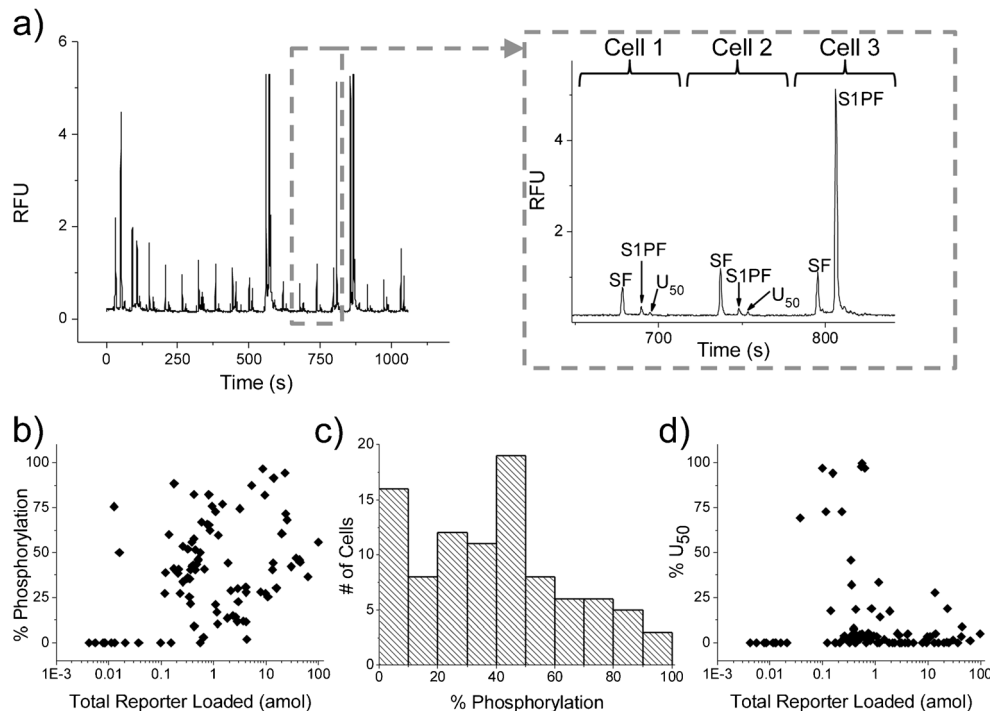 a)
6
4
2
0
RFU
0
250
500
750
1000
Time (s)
Cell 1
Cell 2
Cell 3
4
2
0
RFU
SF
S1PF
U50
SF
S1PF
U50
SF
S1PF
700
800
Time (s)
b)
100
75
50
25
0
% Phosphorylation
1E-3
0.01
0.1
1
10
100
Total Reporter Loaded (amol)
c)
20
15
10
5
0
# of Cells
0
20
40
60
80
100
% Phosphorylation
d)
100
75
50
25
0
% U50
1E-3
0.01
0.1
1
10
100
Total Reporter Loaded (amol)